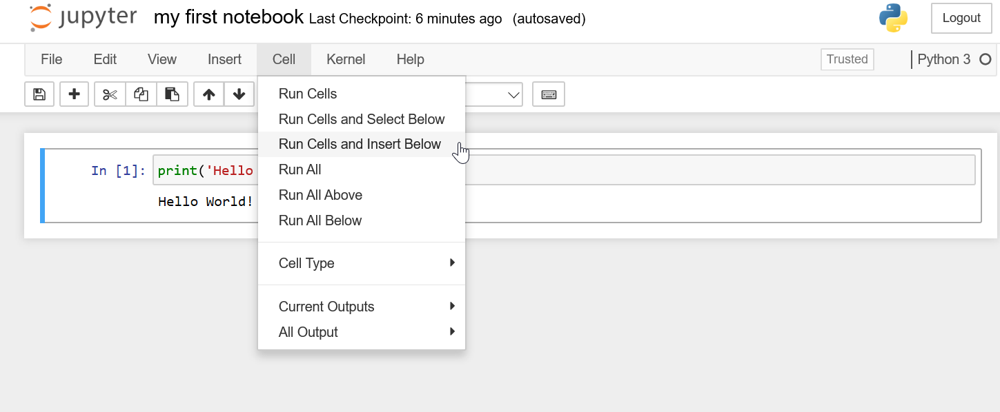 jupyter my first notebook Last Checkpoint: 6 minutes ago (autosaved) Logout
File Edit View Insert Cell Kernel Help Trusted Python 3
Run Cells
Run Cells and Select Below
Run Cells and Insert Below
In [1]: print('Hello
Run All
Run All Above
Hello World!
Run All Below
Cell Type
Current Outputs
All Output